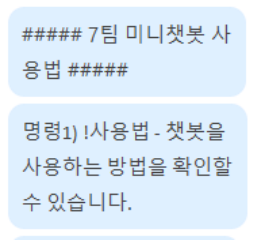 ##### 7팀 미니챗봇 사
용법 #####
명령1) !사용법 - 챗봇을
사용하는 방법을 확인할
수 있습니다.